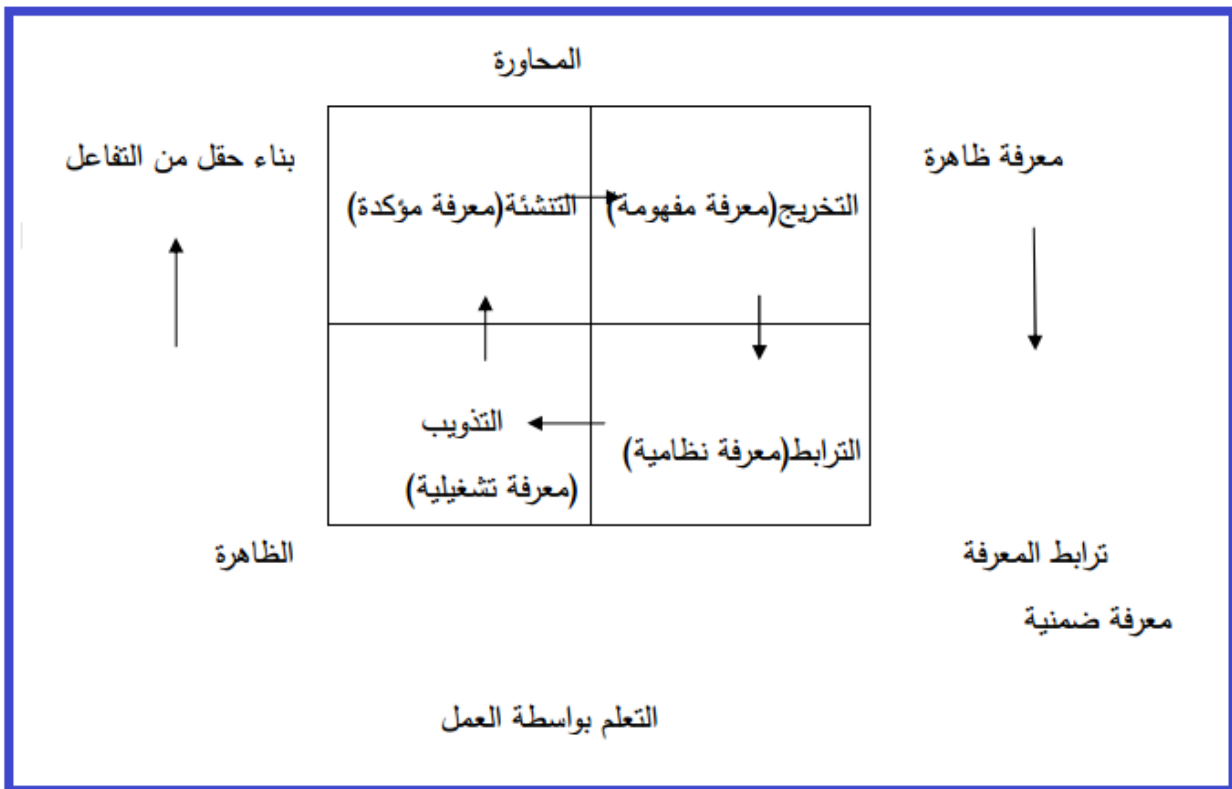 المحاورة
معرفة ظاهرة
بناء حقل من التفاعل
التخريج(معرفة مفهومة)
التنشئة(معرفة مؤكدة)
الترابط(معرفة نظامية)
التذويب
(معرفة تشغيلية)
ترابط المعرفة
الظاهرة
معرفة ضمنية
التعلم بواسطة العمل